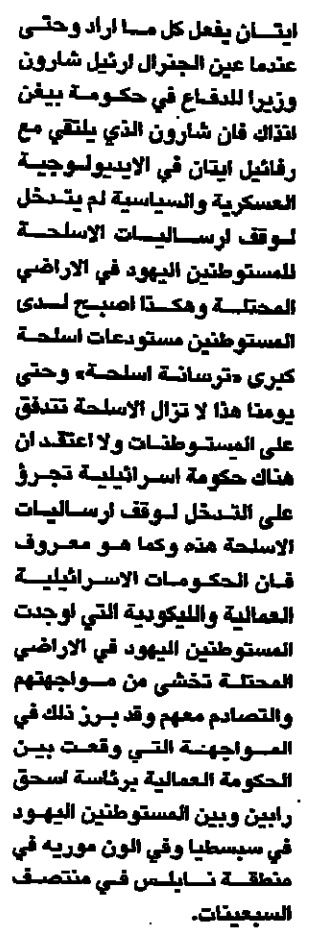 ايتان يفعل كل ما اراد وحتى
عندما عين الجنرال ارئيل شارون
وزيرا للدفاع في حكومة بيغن
انذاك فان شارون الذي يلتقي مع
رفائيل ايتان في الايديولوجية
العسكرية والسياسية لم يتدخل
لوقف ارساليات الاسلحة
للمستوطنين اليهود في الاراضي
المحتلة وهكذا اصبح لدى
المستوطنين مستودعات اسلحة
كبرى «ترسانة اسلحة» وحتى
يومنا هذا لا تزال الاسلحة تتدفق
على المستوطنات ولا اعتقد ان
هناك حكومة اسرائيلية تجرؤ
على التدخل لوقف ارساليات
الاسلحة هذه وكما هو معروف
فان الحكومات الاسرائيلية
العمالية والليكودية التي اوجدت
المستوطنين اليهود في الاراضي
المحتلة تخشى من مواجهتهم
والتصادم معهم وقد برز ذلك في
المواجهنة التي وقعت بين
الحكومة العمالية برئاسة اسحق
رابين وبين المستوطنين اليهود
في سبسطيا وفي الون موريه في
منطقة نابلس في منتصف
السبعينات.